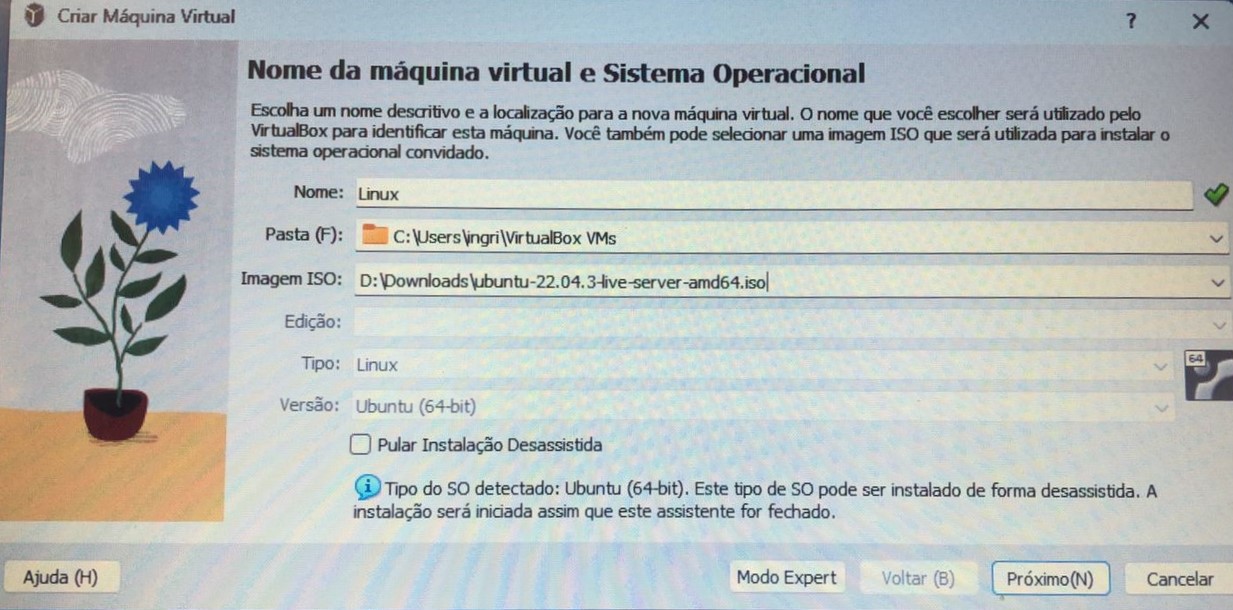 Criar Máquina Virtual
?
Nome da máquina virtual e Sistema Operacional
Escolha um nome descritivo e a localização para a nova máquina virtual. O nome que você escolher será utilizado pelo
VirtualBox para identificar esta máquina. Você também pode selecionar uma imagem ISO que será utilizada para instalar o
sistema operacional convidado.
Nome: Linux
Pasta (F): C:\Users\ingri\VirtualBox VMs
Imagem ISO: D:\Downloads\ubuntu-22.04.3-live-server-amd64.iso
Edição:
Tipo: Linux
64
Versão: Ubuntu (64-bit)
Pular Instalação Desassistida
Tipo do SO detectado: Ubuntu (64-bit). Este tipo de SO pode ser instalado de forma desassistida. A
instalação será iniciada assim que este assistente for fechado.
Ajuda (H) Modo Expert Voltar (B) Próximo(N) Cancelar